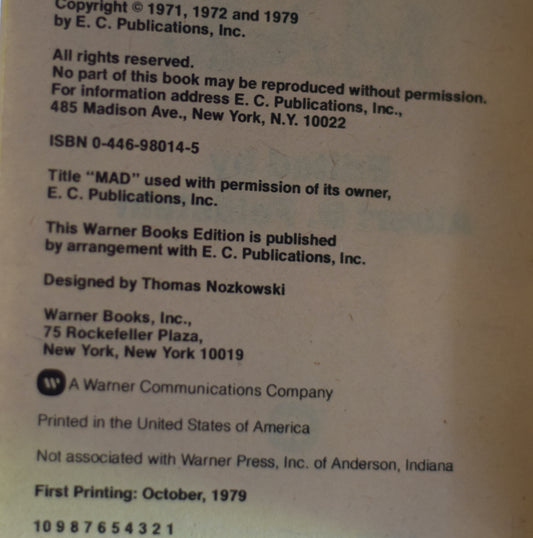 Copyright © 1971, 1972 and 1979
by E. C. Publications, Inc.
All rights reserved.
No part of this book may be reproduced without permission.
For information address E. C. Publications, Inc.,
485 Madison Ave., New York, N.Y. 10022
ISBN 0-446-98014-5
Title “MAD” used with permission of its owner,
E. C. Publications, Inc.
This Warner Books Edition is published
by arrangement with E. C. Publications, Inc.
Designed by Thomas Nozkowski
Warner Books, Inc.,
75 Rockefeller Plaza,
New York, New York 10019
A Warner Communications Company
Printed in the United States of America
Not associated with Warner Press, Inc. of Anderson, Indiana
First Printing: October, 1979
10 9 8 7 6 5 4 3 2 1